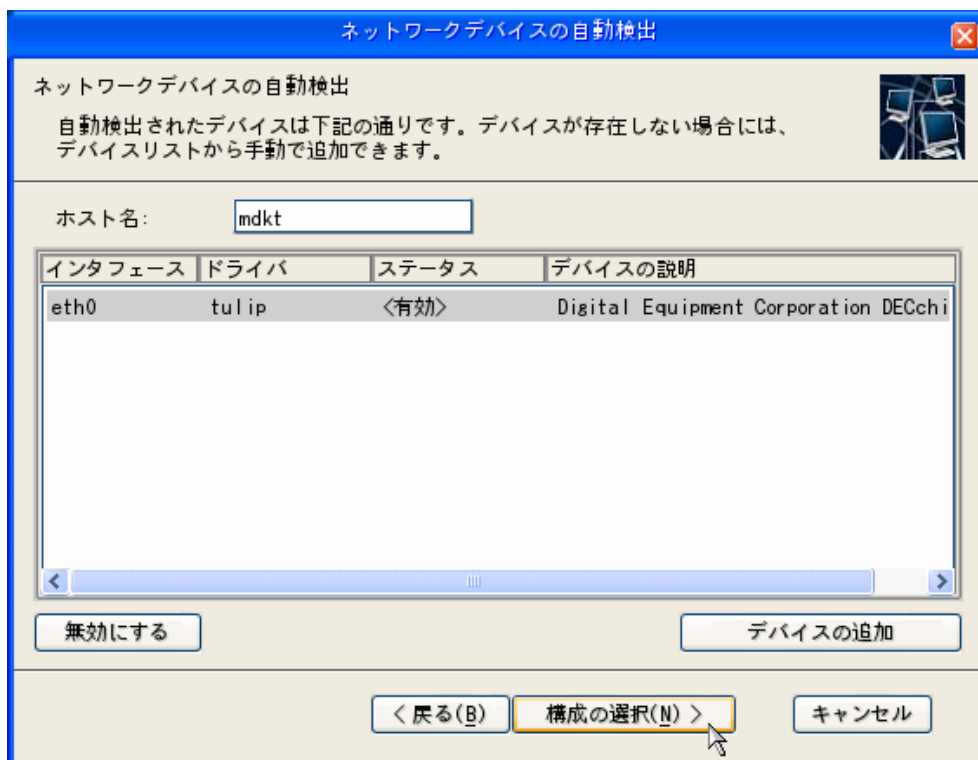 ネットワークデバイスの自動検出
ネットワークデバイスの自動検出
自動検出されたデバイスは下記の通りです。デバイスが存在しない場合には、
デバイスリストから手動で追加できます。
ホスト名: mdkt
インタフェース ドライバ ステータス デバイスの説明
eth0 tulip <有効> Digital Equipment Corporation DECchi
無効にする デバイスの追加
< 戻る(B) 構成の選択(N) > キャンセル